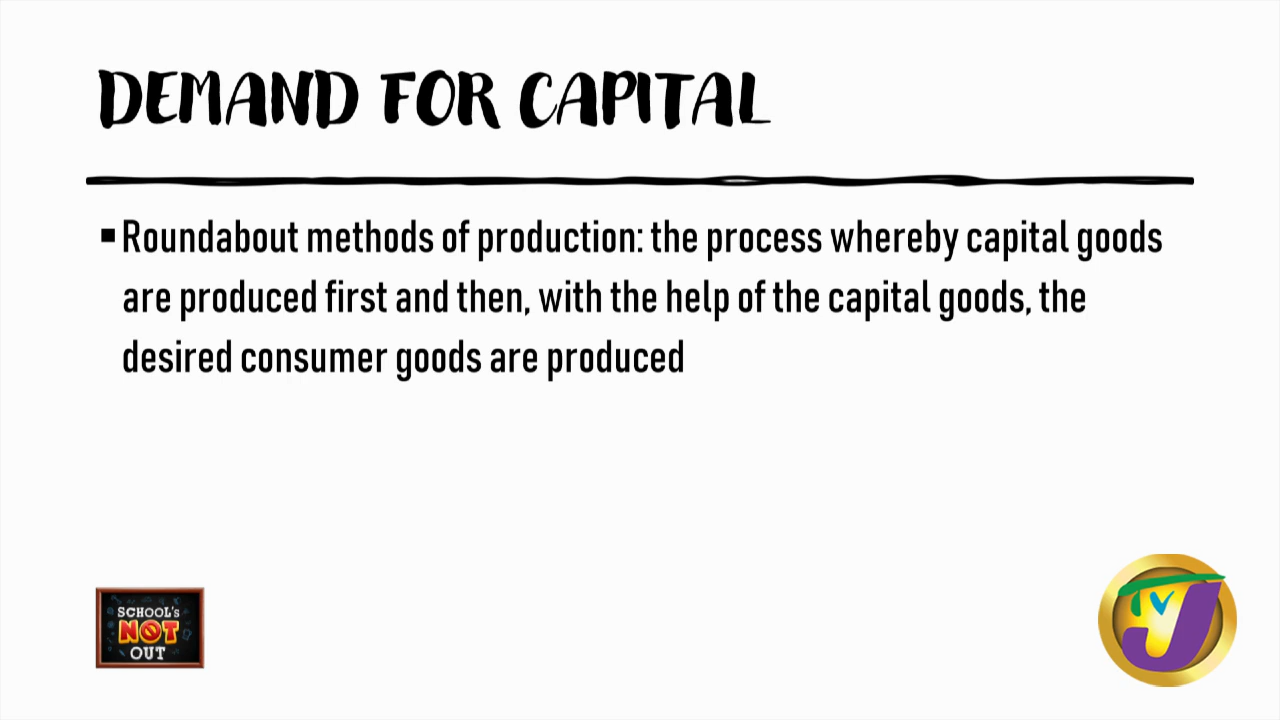 DEMAND FOR CAPITAL
▪Roundabout methods of production: the process whereby capital goods
are produced first and then, with the help of the capital goods, the
desired consumer goods are produced
SCHOOL's
NOT
OUT
TVJ